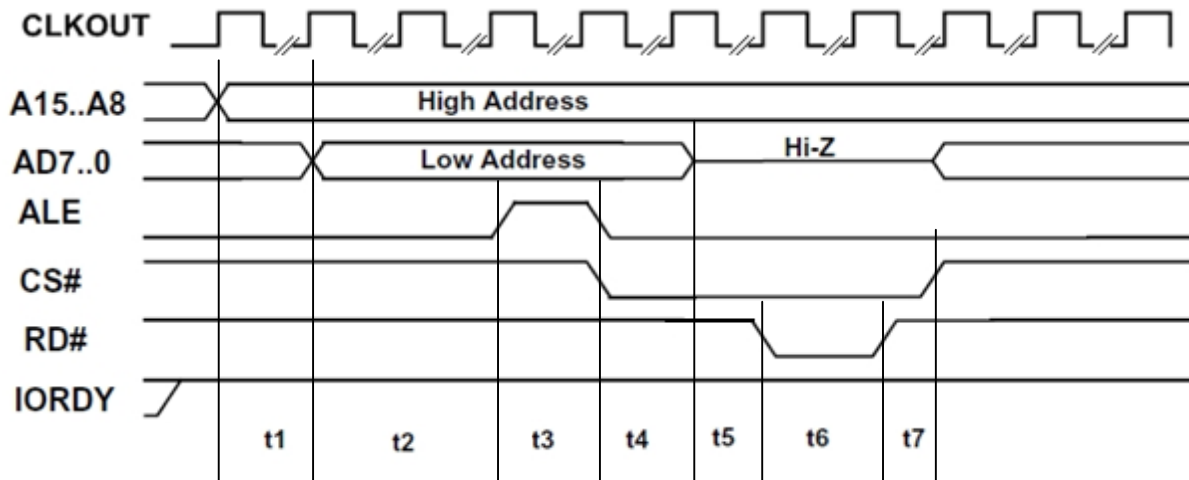 CLKOUT
A15..A8
High Address
AD7..0
Low Address
Hi-Z
ALE
CS#
RD#
IORDY
t1 t2 t3 t4 t5 t6 t7